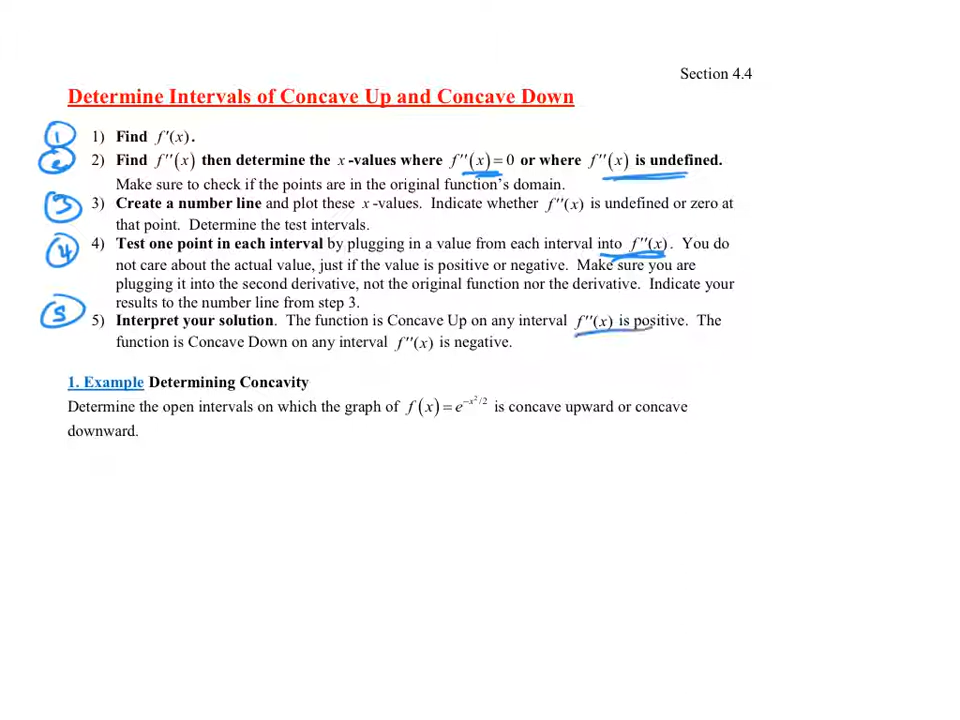 Section 4.4
Determine Intervals of Concave Up and Concave Down
① 1) Find f′(x).
② 2) Find f″(x) then determine the x-values where f″(x)=0 or where f″(x) is undefined.
Make sure to check if the points are in the original function's domain.
③ 3) Create a number line and plot these x-values. Indicate whether f″(x) is undefined or zero at
that point. Determine the test intervals.
④ 4) Test one point in each interval by plugging in a value from each interval into f″(x). You do
not care about the actual value, just if the value is positive or negative. Make sure you are
plugging it into the second derivative, not the original function nor the derivative. Indicate your
results to the number line from step 3.
⑤ 5) Interpret your solution. The function is Concave Up on any interval f″(x) is positive. The
function is Concave Down on any interval f″(x) is negative.
1. Example Determining Concavity
Determine the open intervals on which the graph of f(x)=e^{-x²/2} is concave upward or concave
downward.